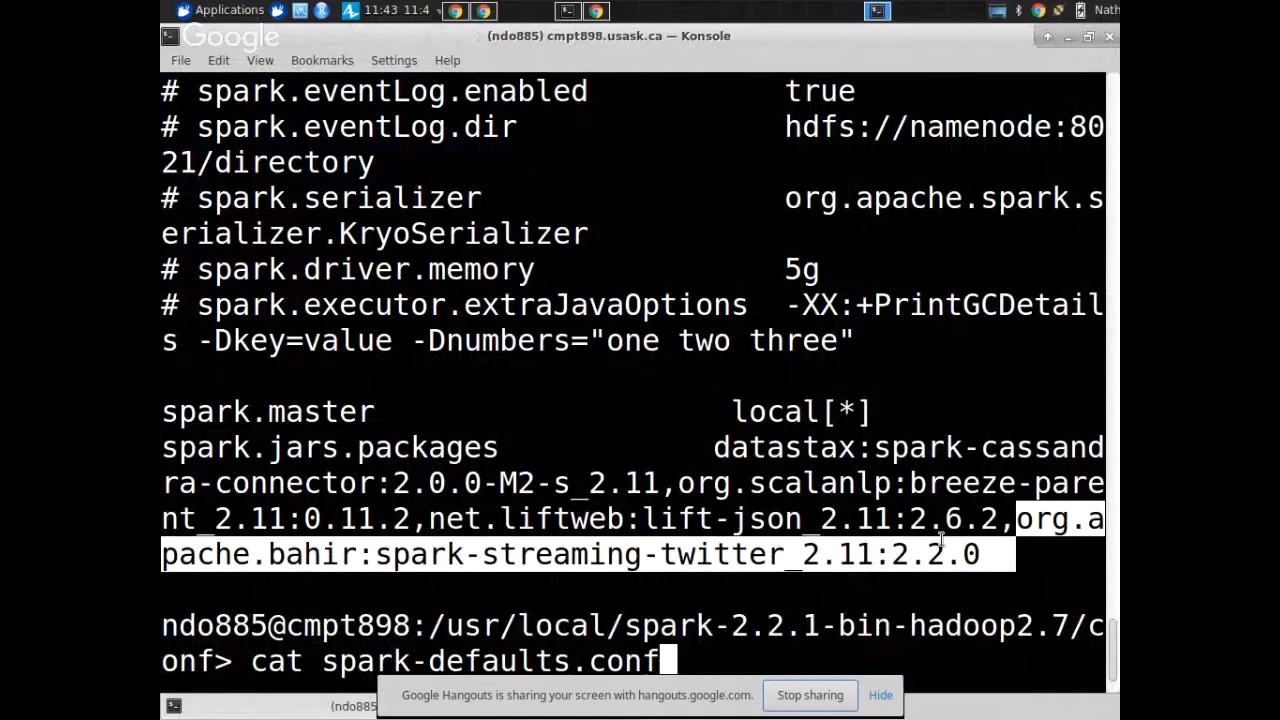 Applications
11:43 11:4
Nath
Google
(ndo885) cmpt898.usask.ca — Konsole
File Edit View Bookmarks Settings Help
# spark.eventLog.enabled true
# spark.eventLog.dir hdfs://namenode:80
21/directory
# spark.serializer org.apache.spark.s
erializer.KryoSerializer
# spark.driver.memory 5g
# spark.executor.extraJavaOptions -XX:+PrintGCDetail
s -Dkey=value -Dnumbers="one two three"
spark.master local[*]
spark.jars.packages datastax:spark-cassand
ra-connector:2.0.0-M2-s_2.11,org.scalanlp:breeze-pare
nt_2.11:0.11.2,net.liftweb:lift-json_2.11:2.6.2,org.a
pache.bahir:spark-streaming-twitter_2.11:2.2.0
ndo885@cmpt898:/usr/local/spark-2.2.1-bin-hadoop2.7/c
onf> cat spark-defaults.conf
(ndo885
Google Hangouts is sharing your screen with hangouts.google.com. Stop sharing Hide